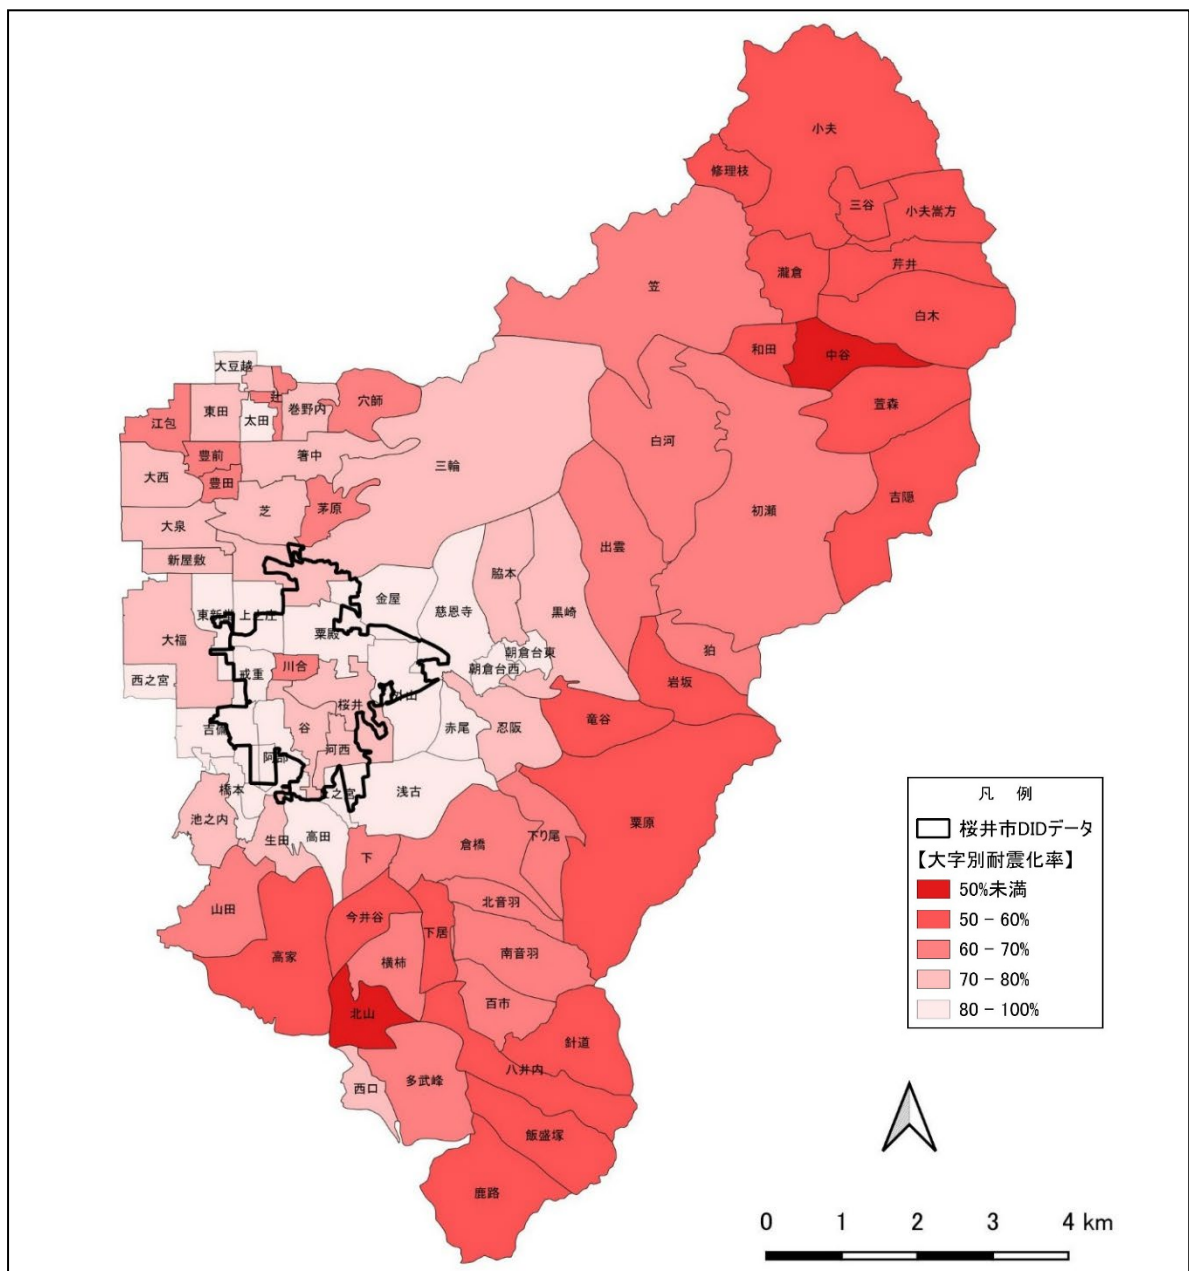 小夫
修理枝
三谷
小夫嵩方
芹井
瀧倉
笠
白木
和田
中谷
大豆越
辻
穴師
萱森
東田
太田
巻野内
江包
白河
豊前
箸中
三輪
大西
豊田
吉隠
茅原
芝
初瀬
大泉
出雲
新屋敷
脇本
金屋
慈恩寺
黒崎
東新堂
上之庄
粟殿
大福
狛
朝倉台東
朝倉台西
川合
戒重
西之宮
岩坂
桜井
外山
吉備
谷
赤尾
忍阪
竜谷
河西
阿部
橋本
浅古
池之内
粟原
生田
高田
倉橋
下り尾
下
北音羽
山田
今井谷
下居
南音羽
高家
横柿
百市
北山
針道
八井内
多武峰
西口
飯盛塚
鹿路
凡 例
桜井市DIDデータ
【大字別耐震化率】
50%未満
50 − 60%
60 − 70%
70 − 80%
80 − 100%
0 1 2 3 4 km